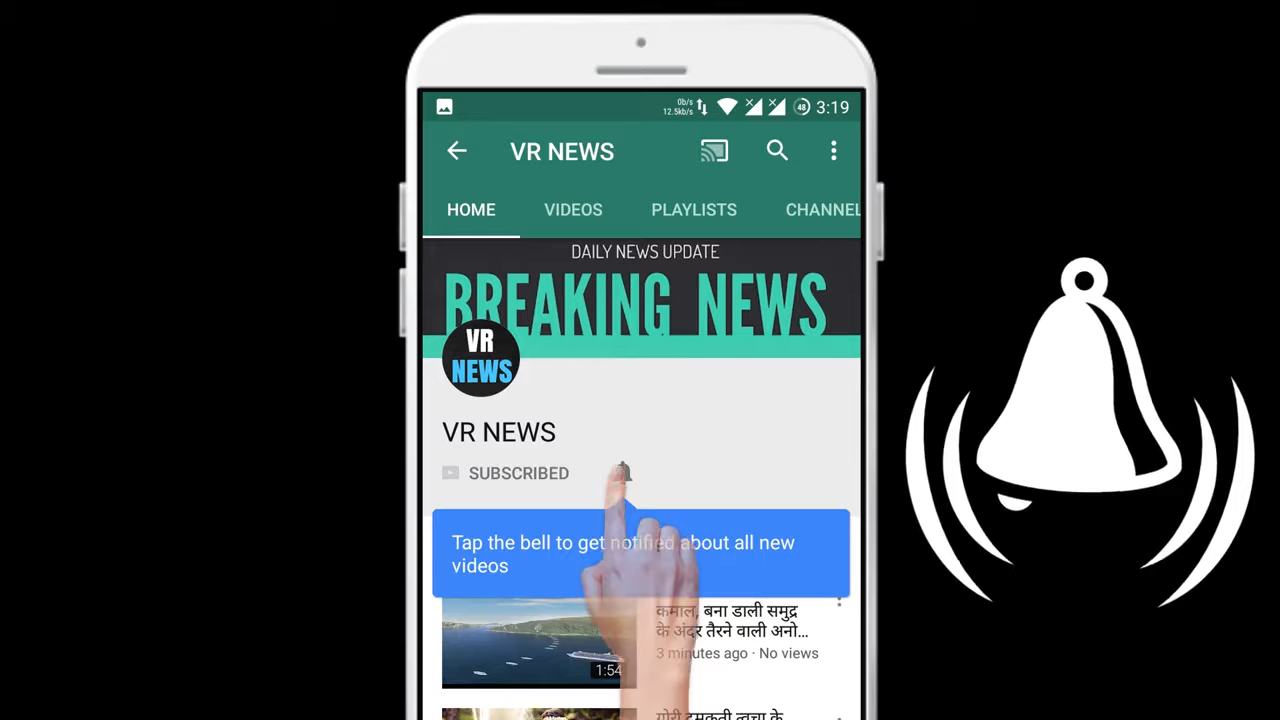 0b/s
12.5kb/s
48
3:19
VR NEWS
HOME
VIDEOS
PLAYLISTS
CHANNEL
DAILY NEWS UPDATE
BREAKING NEWS
VR
NEWS
VR NEWS
SUBSCRIBED
Tap the bell to get notified about all new
videos
कमाल, बना डाली समुद्र
के अंदर तैरने वाली अनो...
3 minutes ago · No views
1:54
गोरी दमकती त्वचा के